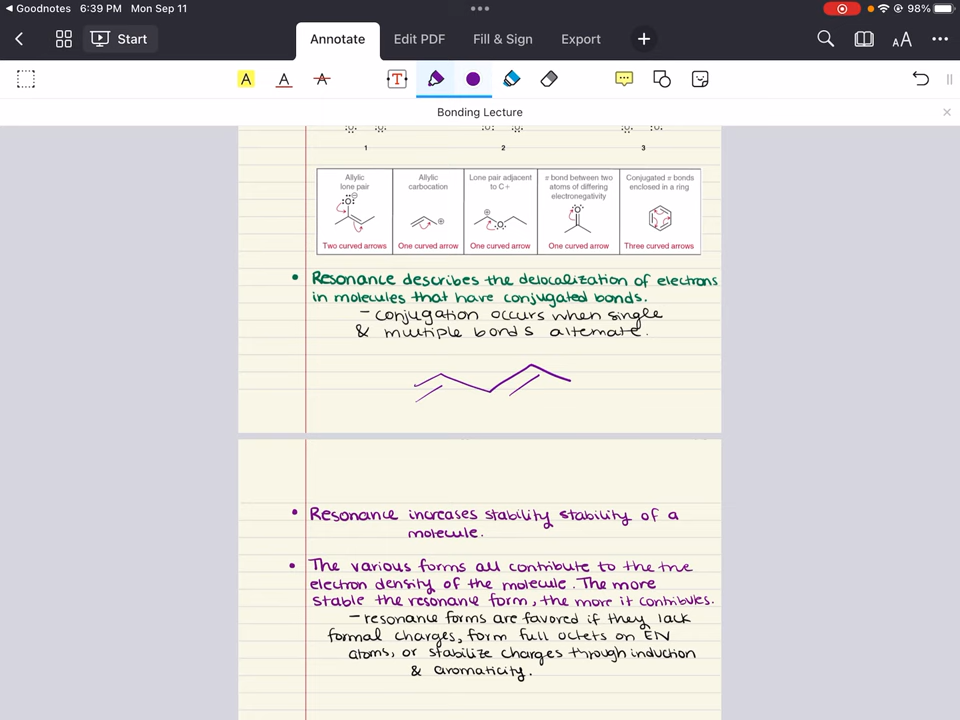 Goodnotes 6:39 PM Mon Sep 11 98%
Start Annotate Edit PDF Fill & Sign Export
A A A T
Bonding Lecture
1 2 3
Allylic
lone pair
Two curved arrows
Allylic
carbocation
One curved arrow
Lone pair adjacent
to C+
One curved arrow
π bond between two
atoms of differing
electronegativity
One curved arrow
Conjugated π bonds
enclosed in a ring
Three curved arrows
• Resonance describes the delocalization of electrons
in molecules that have conjugated bonds.
- conjugation occurs when single
& multiple bonds alternate.
• Resonance increases stability stability of a
molecule.
• The various forms all contribute to the true
electron density of the molecule. The more
stable the resonance form, the more it contributes.
- resonance forms are favored if they lack
formal charges, form full octets on EN
atoms, or stabilize charges through induction
& aromaticity.